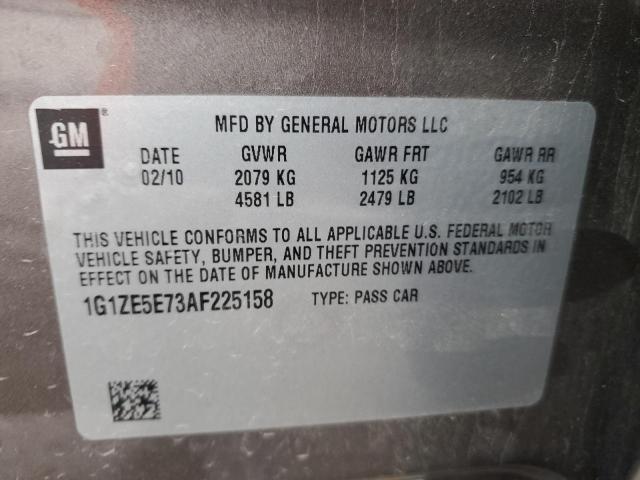 GM ®
MFD BY GENERAL MOTORS LLC
DATE GVWR GAWR FRT GAWR RR
02/10 2079 KG 1125 KG 954 KG
4581 LB 2479 LB 2102 LB
THIS VEHICLE CONFORMS TO ALL APPLICABLE U.S. FEDERAL MOTOR
VEHICLE SAFETY, BUMPER, AND THEFT PREVENTION STANDARDS IN
EFFECT ON THE DATE OF MANUFACTURE SHOWN ABOVE.
1G1ZE5E73AF225158 TYPE: PASS CAR